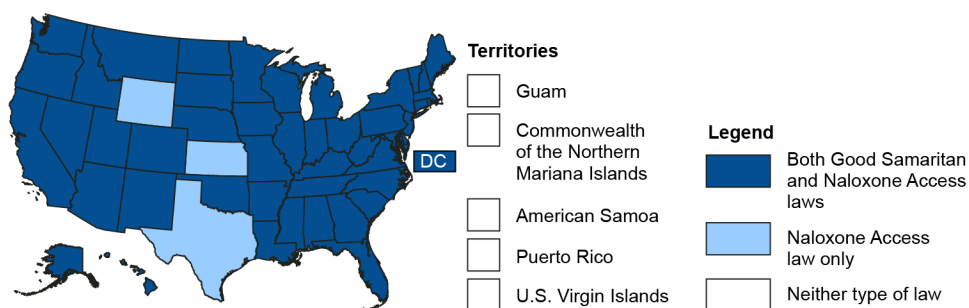 Territories
Guam
Commonwealth
of the Northern
Mariana Islands
American Samoa
Puerto Rico
U.S. Virgin Islands
DC
Legend
Both Good Samaritan
and Naloxone Access
laws
Naloxone Access
law only
Neither type of law